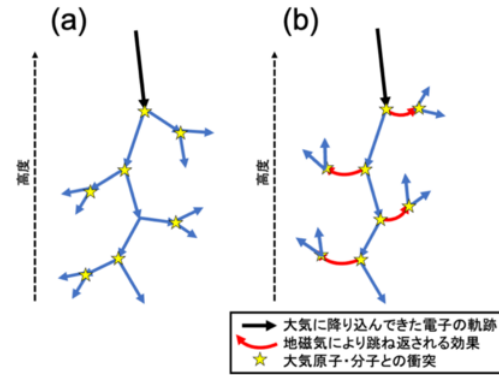 (a)
(b)
高度
高度
大気に降り込んできた電子の軌跡
地磁気により跳ね返される効果
大気原子・分子との衝突